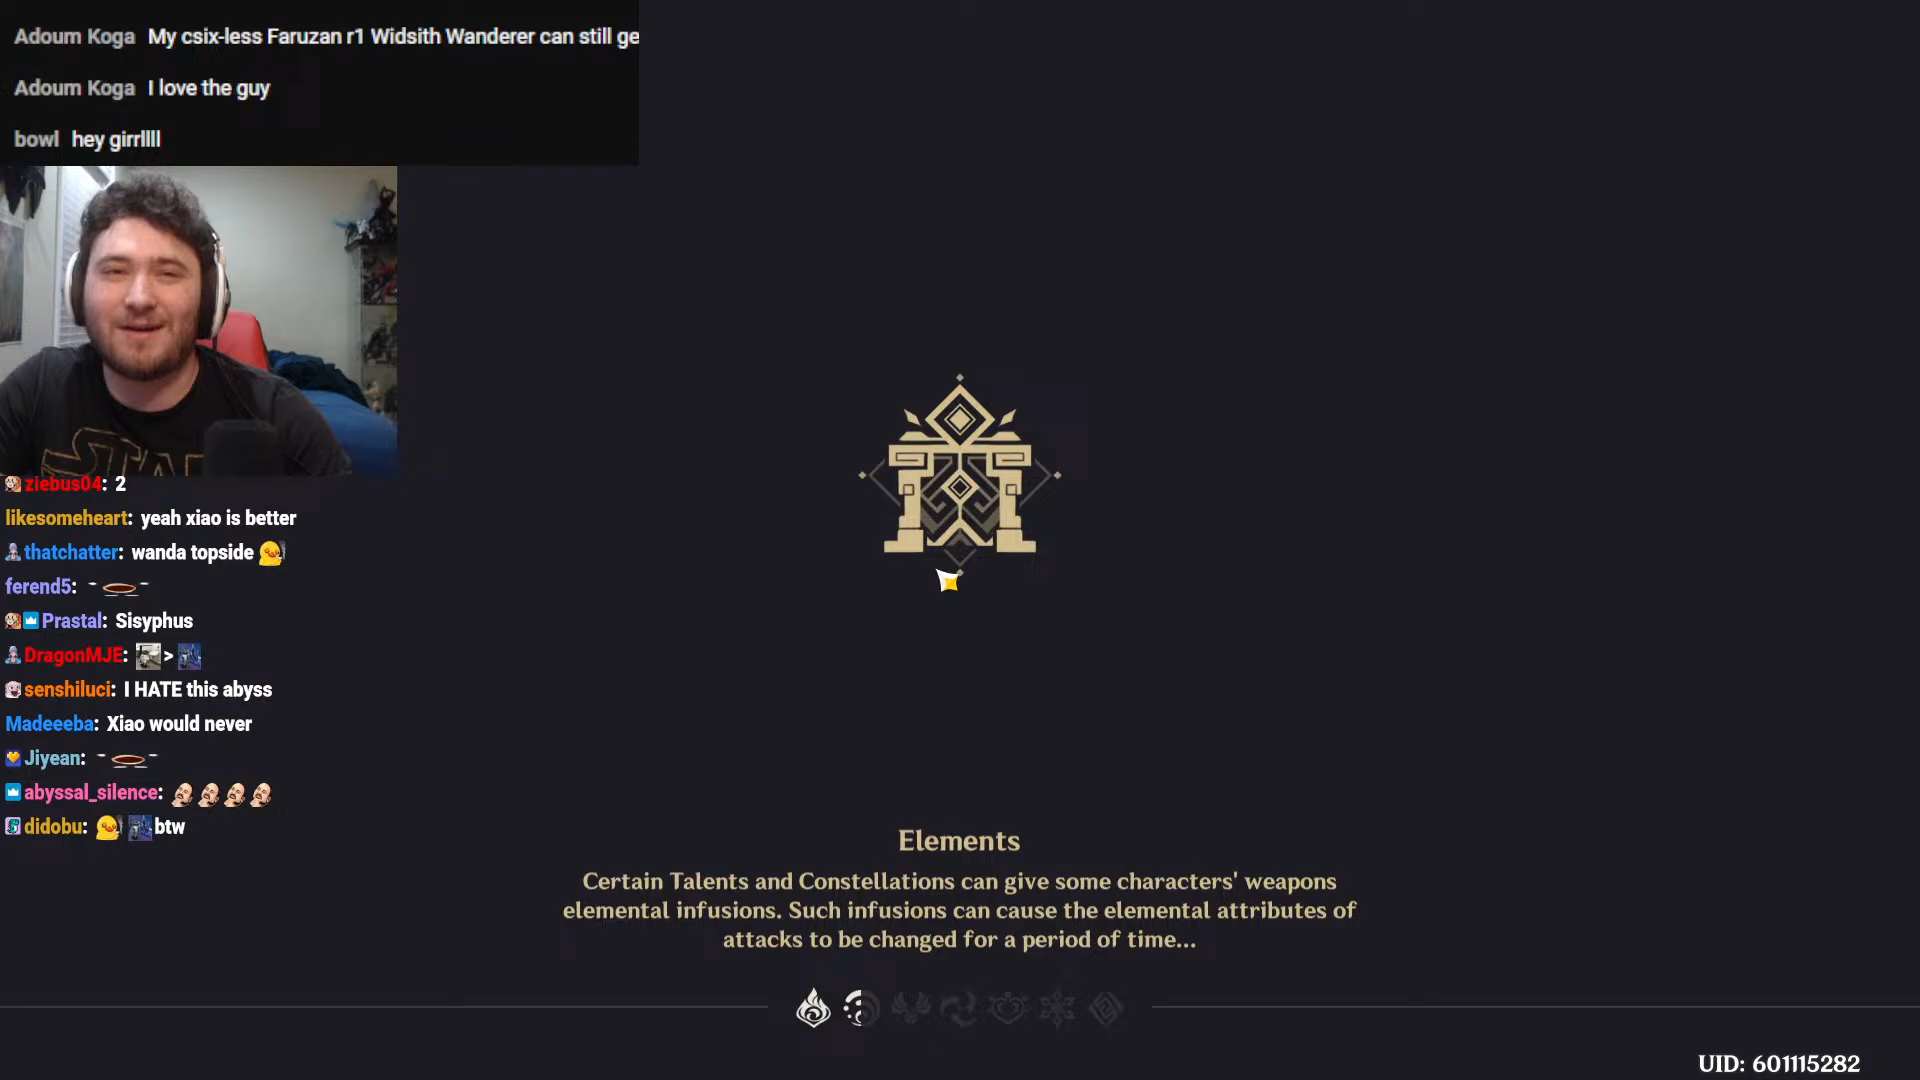 Adoum Koga My csix-less Faruzan r1 Widsith Wanderer can still ge
Adoum Koga I love the guy
bowl hey girrllll
STAR
ziebus04: 2
likesomeheart: yeah xiao is better
thatchatter: wanda topside
ferend5:
Prastal: Sisyphus
DragonMJE: >
senshiluci: I HATE this abyss
Madeeeba: Xiao would never
Jiyean:
abyssal_silence:
didobu: btw
Elements
Certain Talents and Constellations can give some characters' weapons
elemental infusions. Such infusions can cause the elemental attributes of
attacks to be changed for a period of time...
UID: 601115282